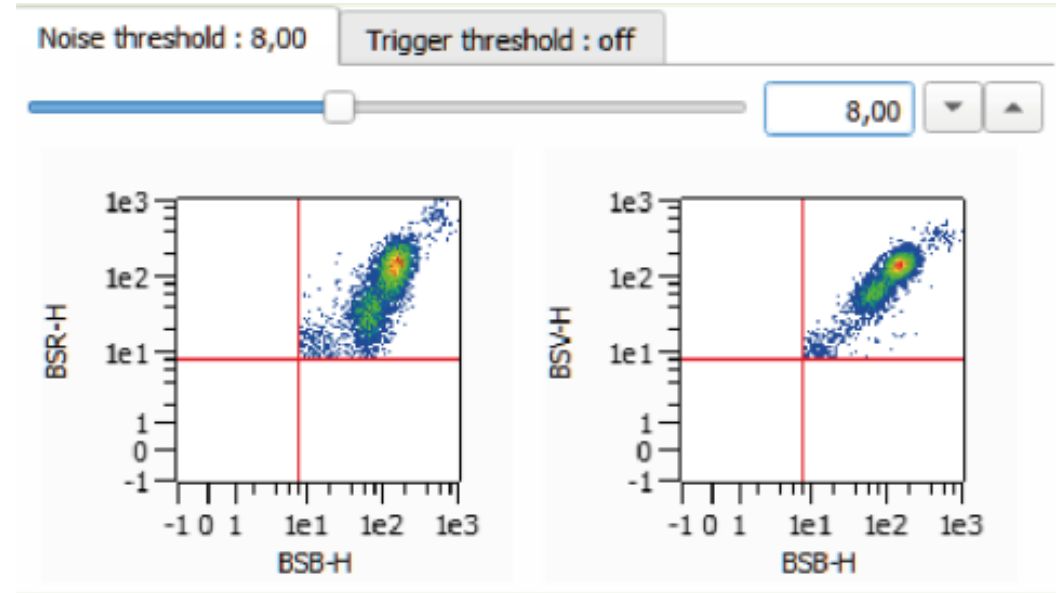 Noise threshold : 8,00
Trigger threshold : off
8,00
1e3
1e2
1e1
1
0
-1
BSR-H
-1 0 1 1e1 1e2 1e3
BSB-H
1e3
1e2
1e1
1
0
-1
BSV-H
-1 0 1 1e1 1e2 1e3
BSB-H